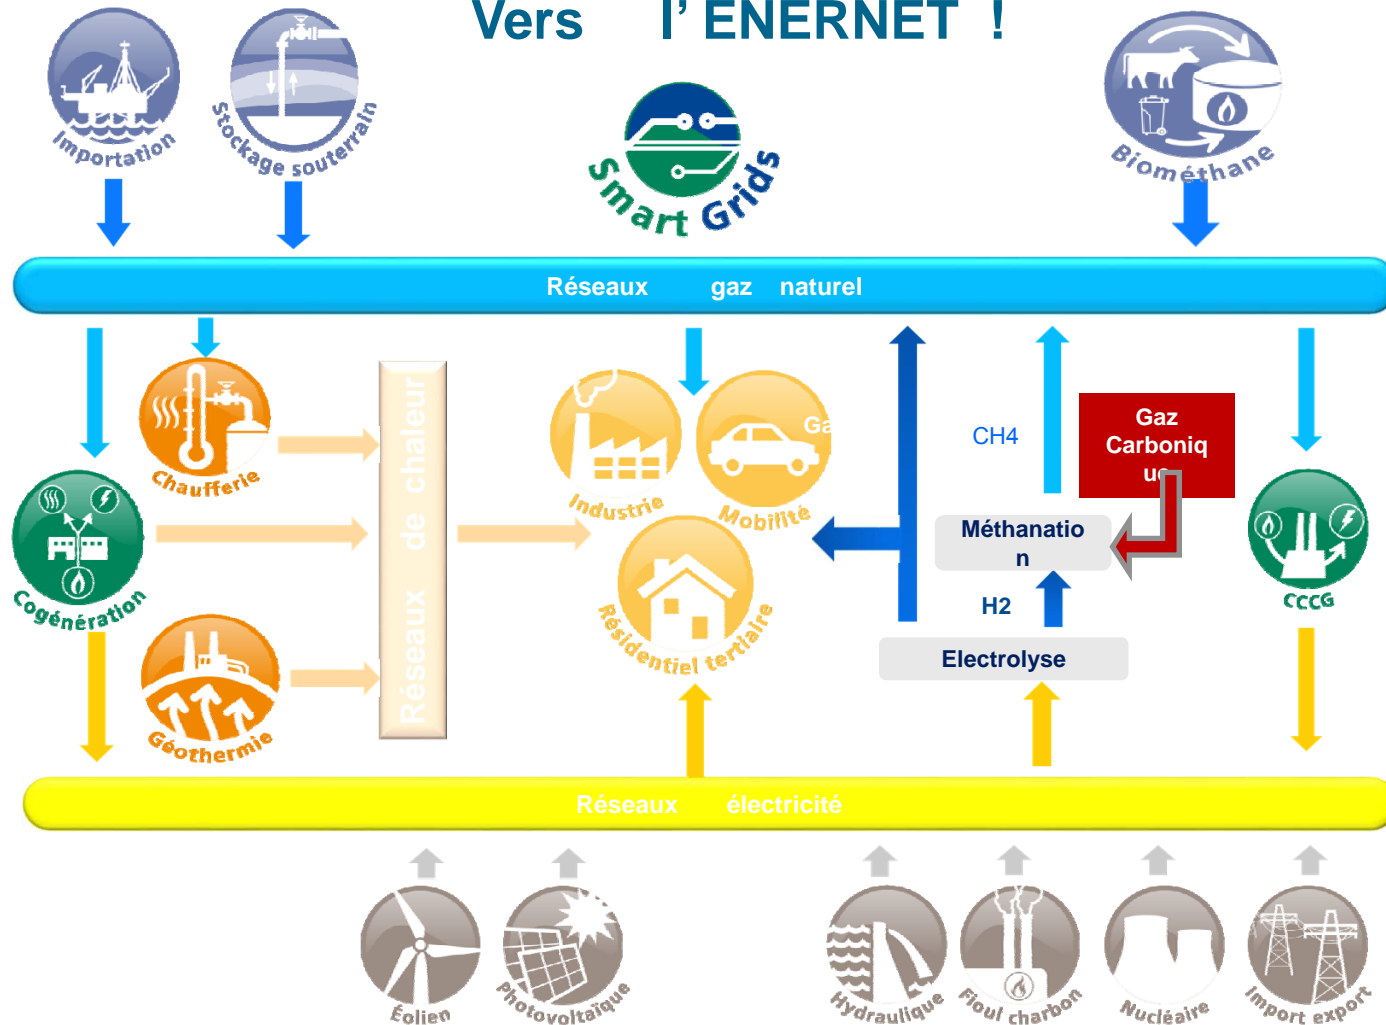 Vers l’ ENERNET !
Importation
Stockage souterrain
Smart Grids
Biométhane
Réseaux gaz naturel
Chaufferie
Cogénération
Géothermie
Réseaux de chaleur
Industrie
Ga
Mobilité
Résidentiel tertiaire
CH4
Gaz
Carboniq
ue
Méthanatio
n
H2
Electrolyse
CCCG
Réseaux électricité
Éolien
Photovoltaïque
Hydraulique
Fioul charbon
Nucléaire
Import export